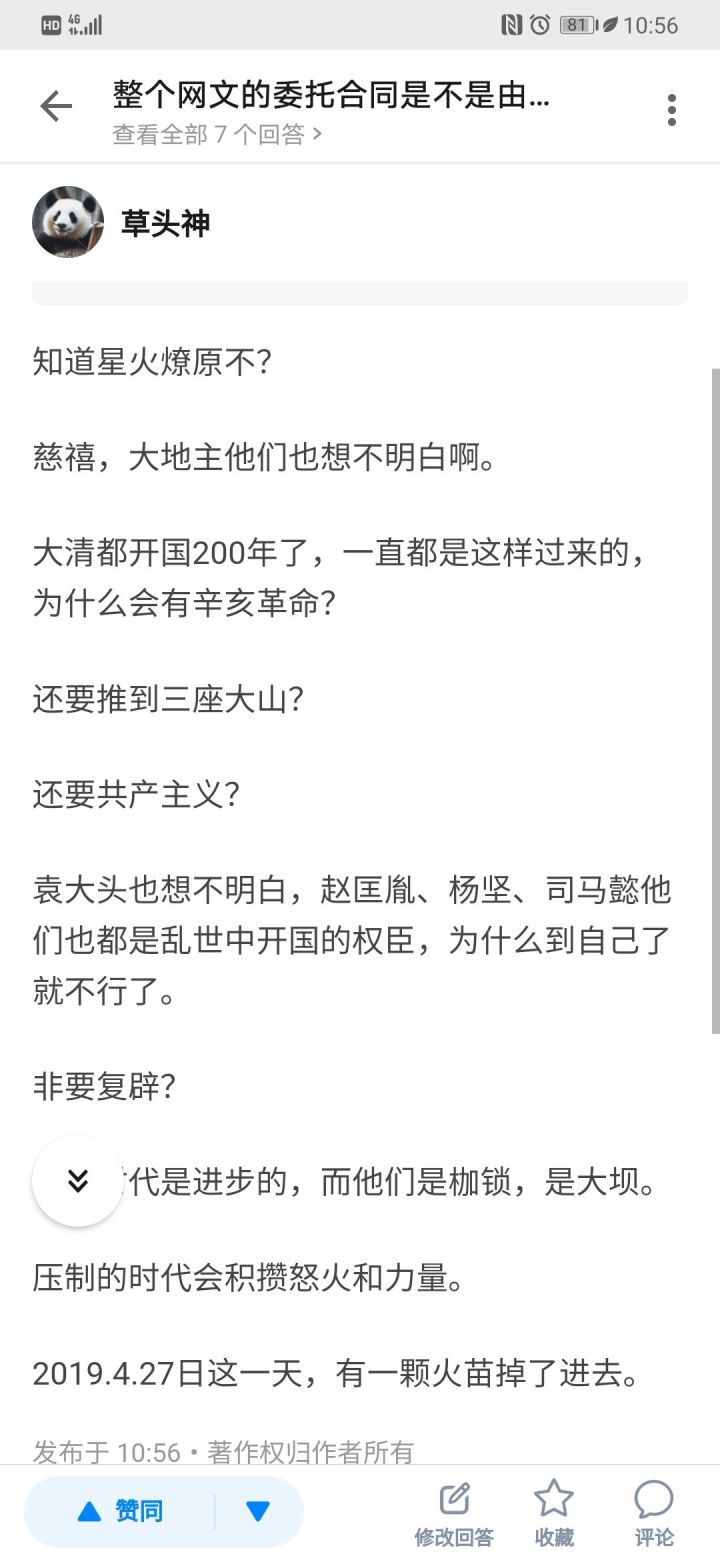 HD 4G 81 10:56
整个网文的委托合同是不是由...
查看全部 7 个回答
草头神
知道星火燎原不？
慈禧，大地主他们也想不明白啊。
大清都开国200年了，一直都是这样过来的，
为什么会有辛亥革命？
还要推到三座大山？
还要共产主义？
袁大头也想不明白，赵匡胤、杨坚、司马懿他
们也都是乱世中开国的权臣，为什么到自己了
就不行了。
非要复辟？
代是进步的，而他们是枷锁，是大坝。
压制的时代会积攒怒火和力量。
2019.4.27日这一天，有一颗火苗掉了进去。
发布于 10:56 · 著作权归作者所有
赞同
修改回答 收藏 评论